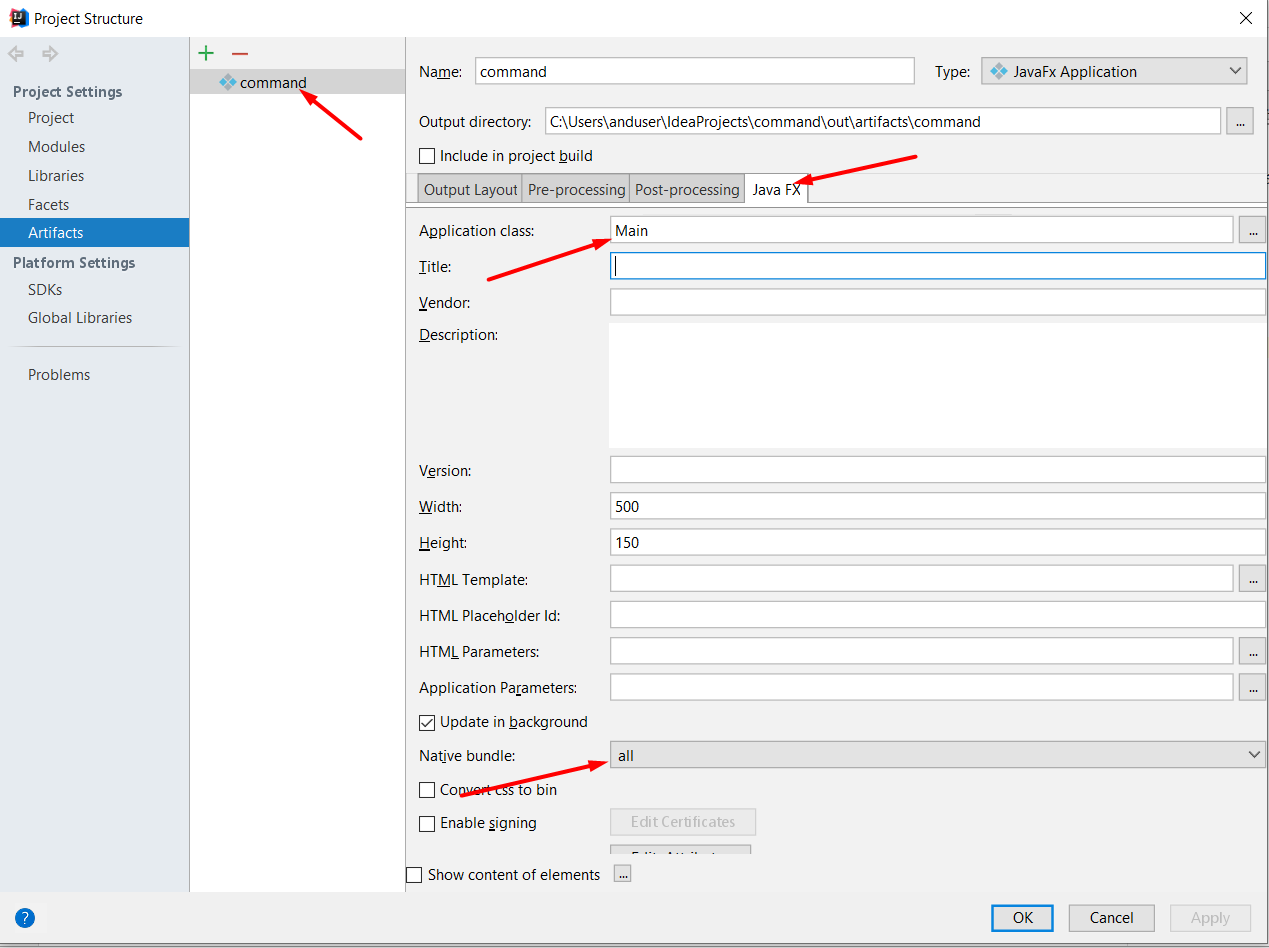 Project Structure
Project Settings
Project
Modules
Libraries
Facets
Artifacts
Platform Settings
SDKs
Global Libraries
Problems
command
Name: command Type: JavaFx Application
Output directory: C:\Users\anduser\IdeaProjects\command\out\artifacts\command ...
Include in project build
Output Layout Pre-processing Post-processing Java FX
Application class: Main ...
Title:
Vendor:
Description:
Version:
Width: 500
Height: 150
HTML Template: ...
HTML Placeholder Id:
HTML Parameters: ...
Application Parameters: ...
Update in background
Native bundle: all
Convert css to bin
Enable signing Edit Certificates
Show content of elements ...
? OK Cancel Apply